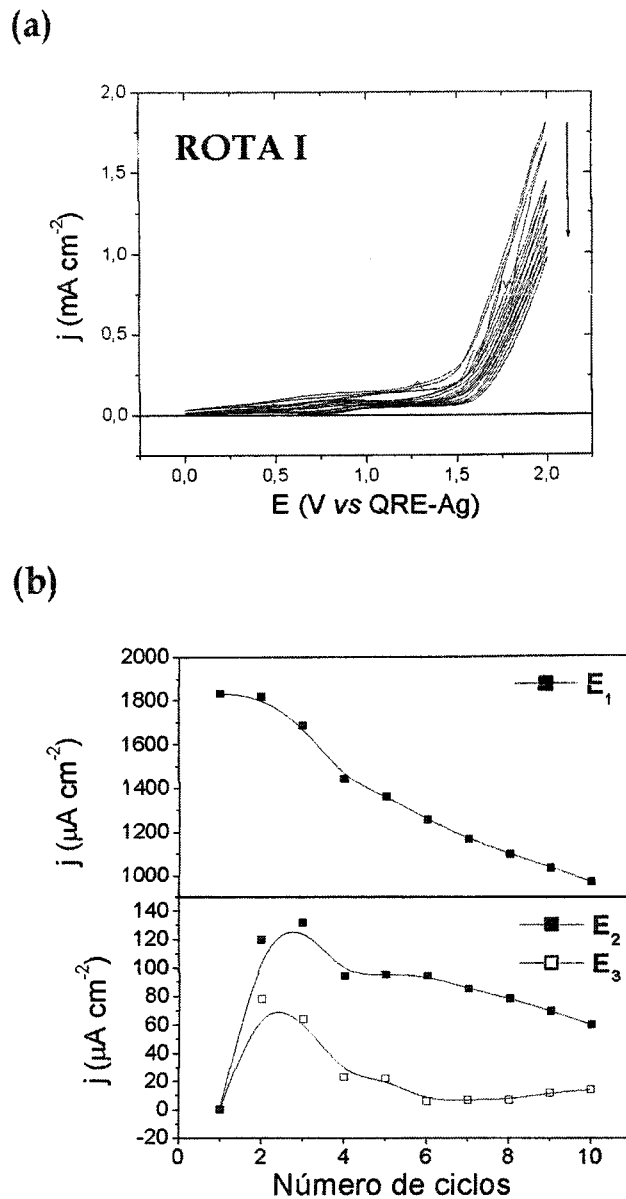 (a)
2,0
1,5
1,0
0,5
0,0
ROTA I
j (mA cm⁻²)
0,0 0,5 1,0 1,5 2,0
E (V vs QRE-Ag)
(b)
2000
1800
1600
1400
1200
1000
j (µA cm⁻²)
E₁
140
120
100
80
60
40
20
0
-20
j (µA cm⁻²)
E₂
E₃
0 2 4 6 8 10
Número de ciclos